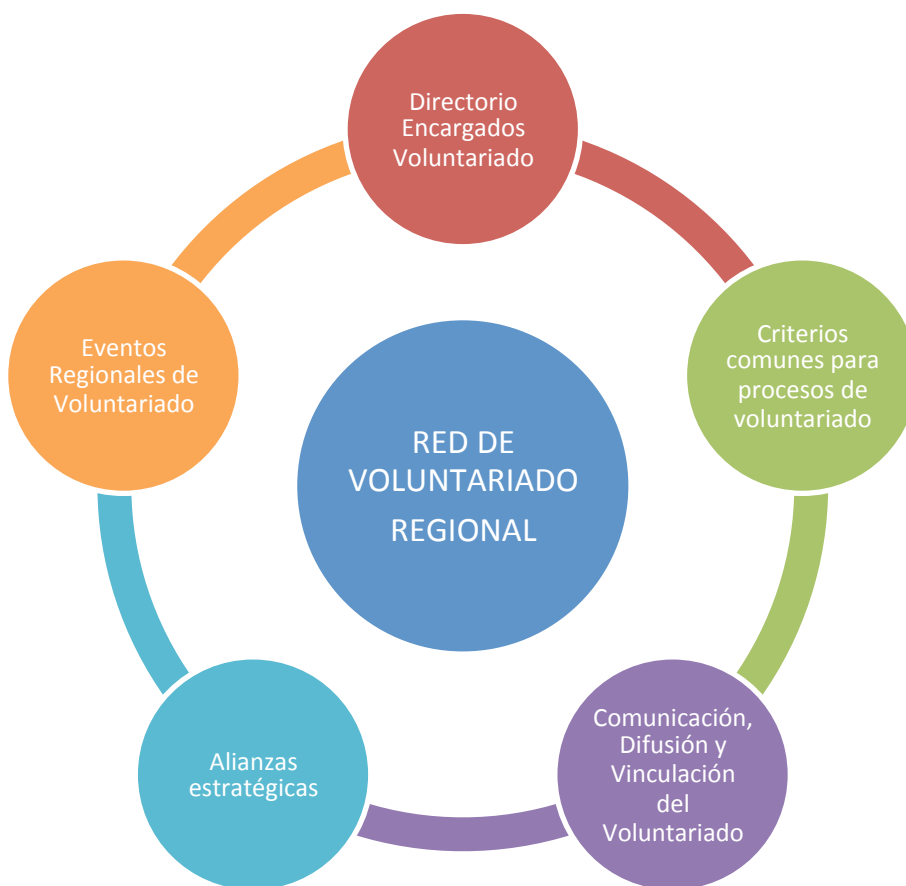 Directorio
Encargados
Voluntariado
Criterios
comunes para
procesos de
voluntariado
Eventos
Regionales de
Voluntariado
RED DE
VOLUNTARIADO
REGIONAL
Comunicación,
Difusión y
Vinculación
del
Voluntariado
Alianzas
estratégicas